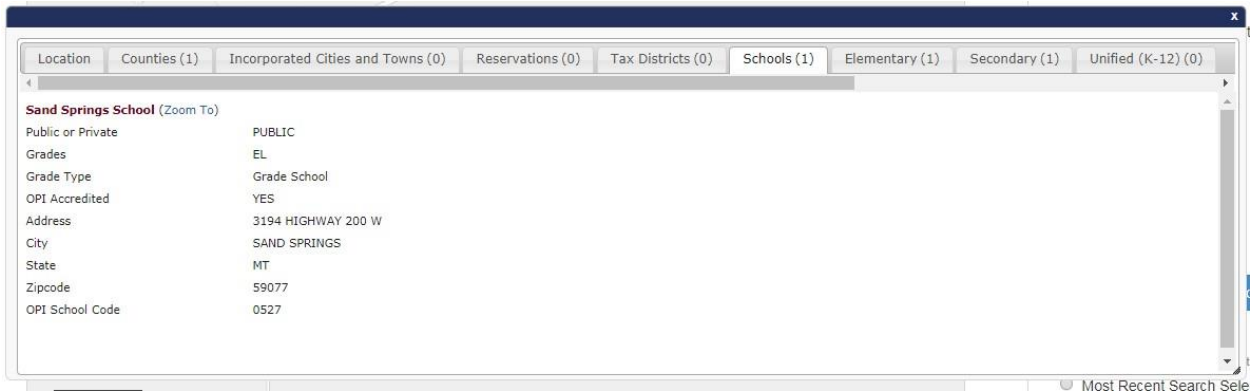 x
Location Counties (1) Incorporated Cities and Towns (0) Reservations (0) Tax Districts (0) Schools (1) Elementary (1) Secondary (1) Unified (K-12) (0)
Sand Springs School (Zoom To)
Public or Private PUBLIC
Grades EL
Grade Type Grade School
OPI Accredited YES
Address 3194 HIGHWAY 200 W
City SAND SPRINGS
State MT
Zipcode 59077
OPI School Code 0527
Most Recent Search Sele